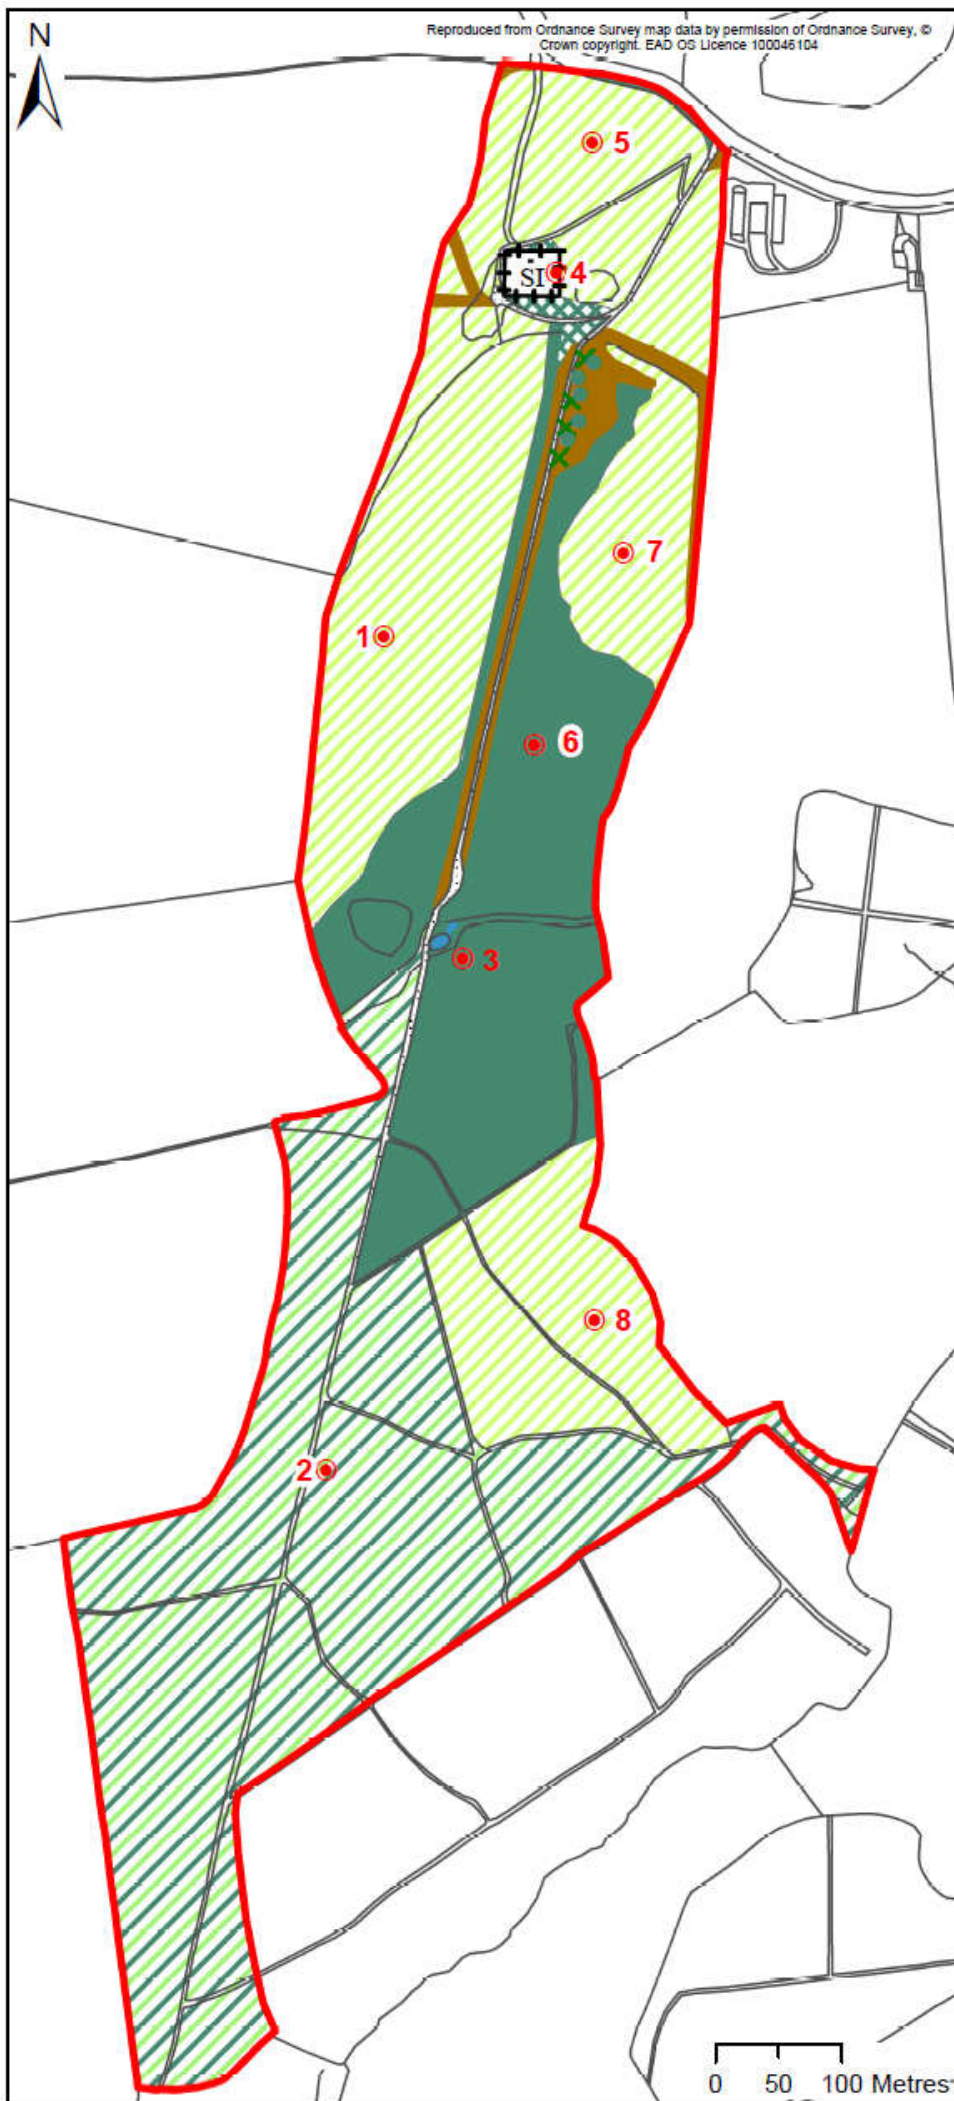 N
Reproduced from Ordnance Survey map data by permission of Ordnance Survey, ©
Crown copyright. EAD OS Licence 100046104
5
SI
4
7
1
6
3
8
2
0 50 100 Metres